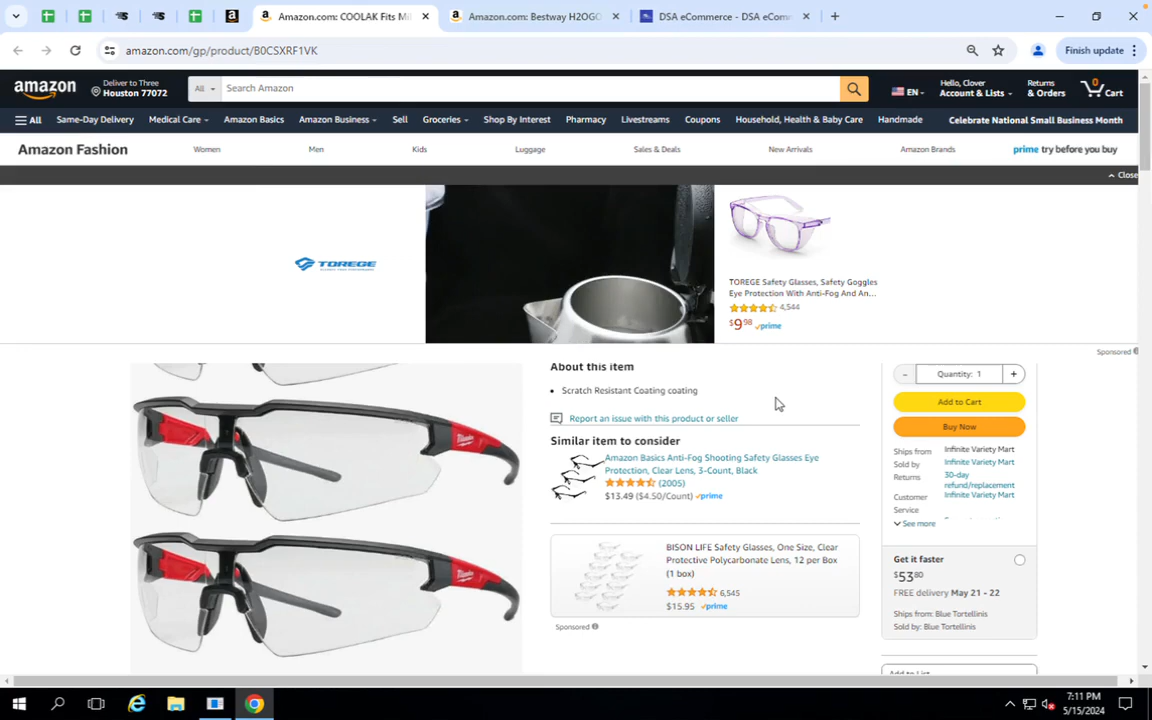 Amazon.com: COOLAK Fits Mi
Amazon.com: Bestway H2OGO
DSA eCommerce - DSA eComm
amazon.com/gp/product/B0CSXRF1VK
Finish update
amazon
Deliver to Three
Houston 77072
All
Search Amazon
EN
Hello, Clover
Account & Lists
Returns
& Orders
0
Cart
All
Same-Day Delivery
Medical Care
Amazon Basics
Amazon Business
Sell
Groceries
Shop By Interest
Pharmacy
Livestreams
Coupons
Household, Health & Baby Care
Handmade
Celebrate National Small Business Month
Amazon Fashion
Women
Men
Kids
Luggage
Sales & Deals
New Arrivals
Amazon Brands
prime try before you buy
Close
TOREGE
TOREGE Safety Glasses, Safety Goggles
Eye Protection With Anti-Fog And An...
4,544
$9.98 prime
Sponsored
Milwaukee
Milwaukee
About this item
• Scratch Resistant Coating coating
Report an issue with this product or seller
Similar item to consider
Amazon Basics Anti-Fog Shooting Safety Glasses Eye
Protection, Clear Lens, 3-Count, Black
(2005)
$13.49 ($4.50/Count) prime
BISON LIFE Safety Glasses, One Size, Clear
Protective Polycarbonate Lens, 12 per Box
(1 box)
6,545
$15.95 prime
Sponsored
- Quantity: 1 +
Add to Cart
Buy Now
Ships from
Infinite Variety Mart
Sold by
Infinite Variety Mart
Returns
30-day
refund/replacement
Customer
Service
Infinite Variety Mart
See more
Get it faster
$53.80
FREE delivery May 21 - 22
Ships from: Blue Tortellinis
Sold by: Blue Tortellinis
Add to List
7:11 PM
5/15/2024